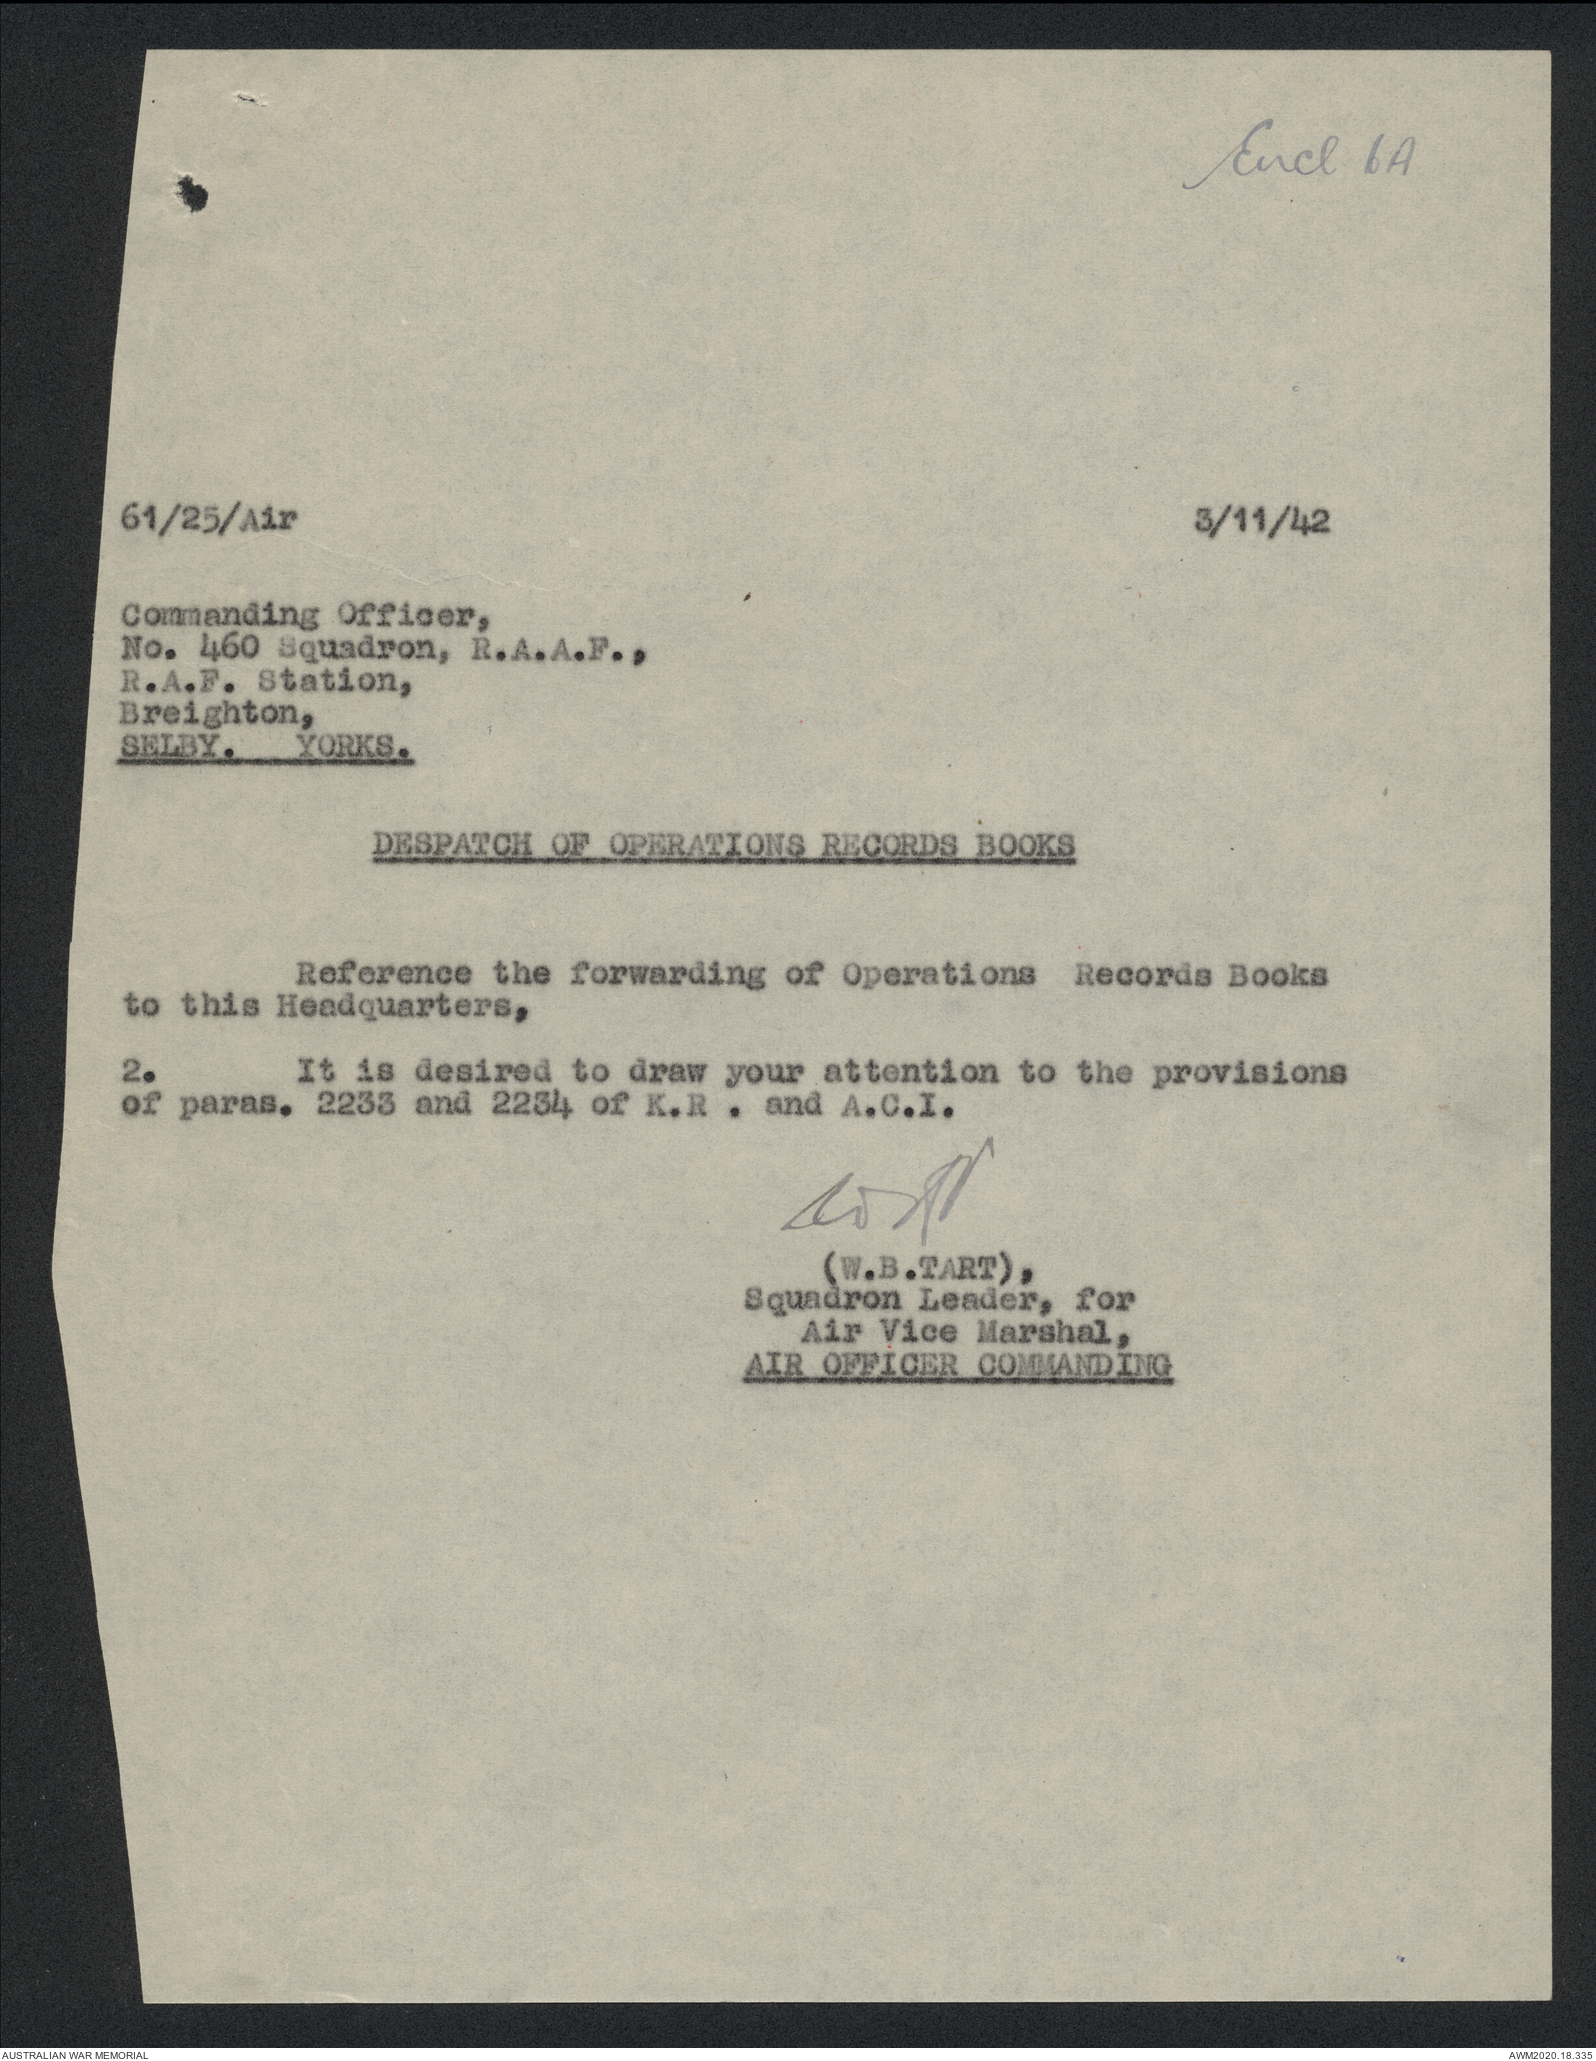 Encl 6A
61/25/Air 3/11/42
Commanding Officer,
No. 460 Squadron, R.A.A.F.,
R.A.F. Station,
Breighton,
SELBY. YORKS.
DESPATCH OF OPERATIONS RECORDS BOOKS
Reference the forwarding of Operations Records Books
to this Headquarters,
2. It is desired to draw your attention to the provisions
of paras. 2233 and 2234 of K.R . and A.C.I.
(W.B.TART),
Squadron Leader, for
Air Vice Marshal,
AIR OFFICER COMMANDING
AUSTRALIAN WAR MEMORIAL AWM2020.18.335